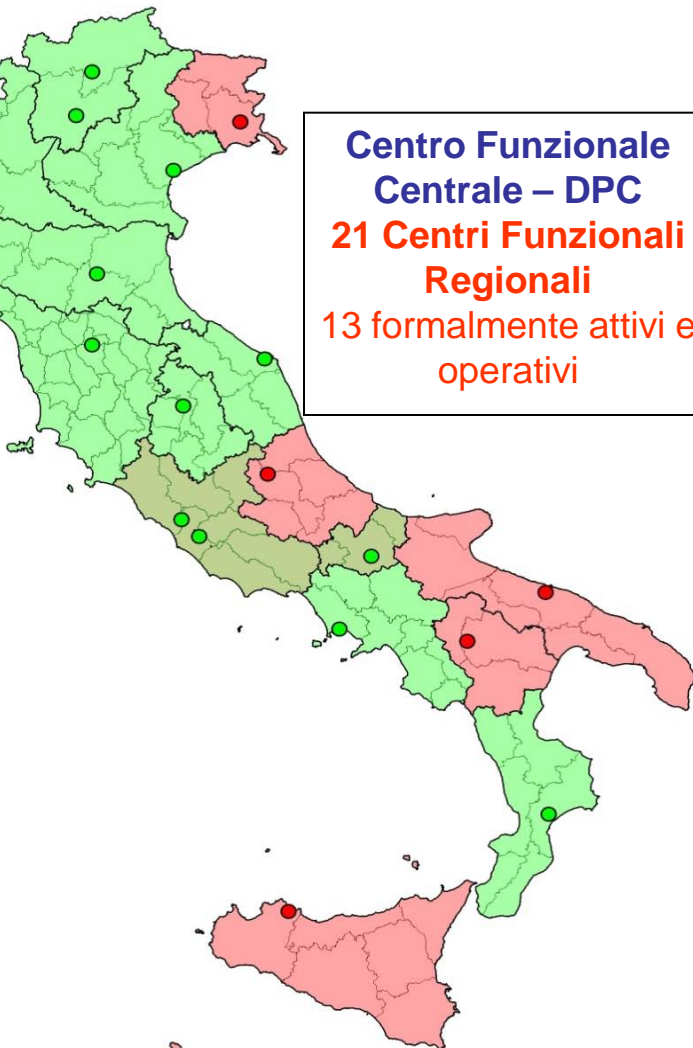 Centro Funzionale
Centrale – DPC
21 Centri Funzionali
Regionali
13 formalmente attivi e
operativi